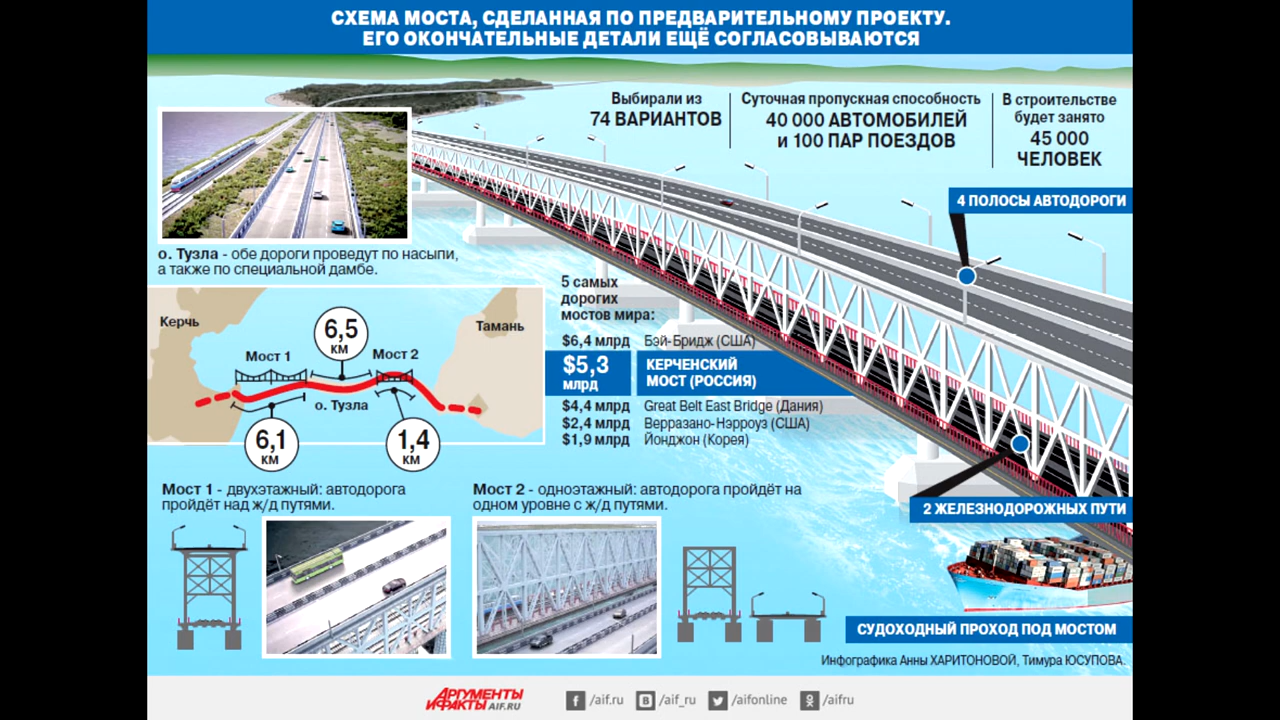 СХЕМА МОСТА, СДЕЛАННАЯ ПО ПРЕДВАРИТЕЛЬНОМУ ПРОЕКТУ.
ЕГО ОКОНЧАТЕЛЬНЫЕ ДЕТАЛИ ЕЩЁ СОГЛАСОВЫВАЮТСЯ
Выбирали из
74 ВАРИАНТОВ
Суточная пропускная способность
40 000 АВТОМОБИЛЕЙ
и 100 ПАР ПОЕЗДОВ
В строительстве
будет занято
45 000
ЧЕЛОВЕК
4 ПОЛОСЫ АВТОДОРОГИ
о. Тузла - обе дороги проведут по насыпи,
а также по специальной дамбе.
Керчь
6,5
км
Тамань
Мост 1
Мост 2
о. Тузла
6,1
км
1,4
км
5 самых
дорогих
мостов мира:
$6,4 млрд Бэй-Бридж (США)
$5,3
млрд
КЕРЧЕНСКИЙ
МОСТ (РОССИЯ)
$4,4 млрд Great Belt East Bridge (Дания)
$2,4 млрд Верразано-Нэрроуз (США)
$1,9 млрд Йонджон (Корея)
Мост 1 - двухэтажный: автодорога
пройдёт над ж/д путями.
Мост 2 - одноэтажный: автодорога пройдёт на
одном уровне с ж/д путями.
2 ЖЕЛЕЗНОДОРОЖНЫХ ПУТИ
СУДОХОДНЫЙ ПРОХОД ПОД МОСТОМ
Инфографика Анны ХАРИТОНОВОЙ, Тимура ЮСУПОВА.
АРГУМЕНТЫ
И ФАКТЫ AIF.RU
/aif.ru
/aif_ru
/aifonline
/aifru